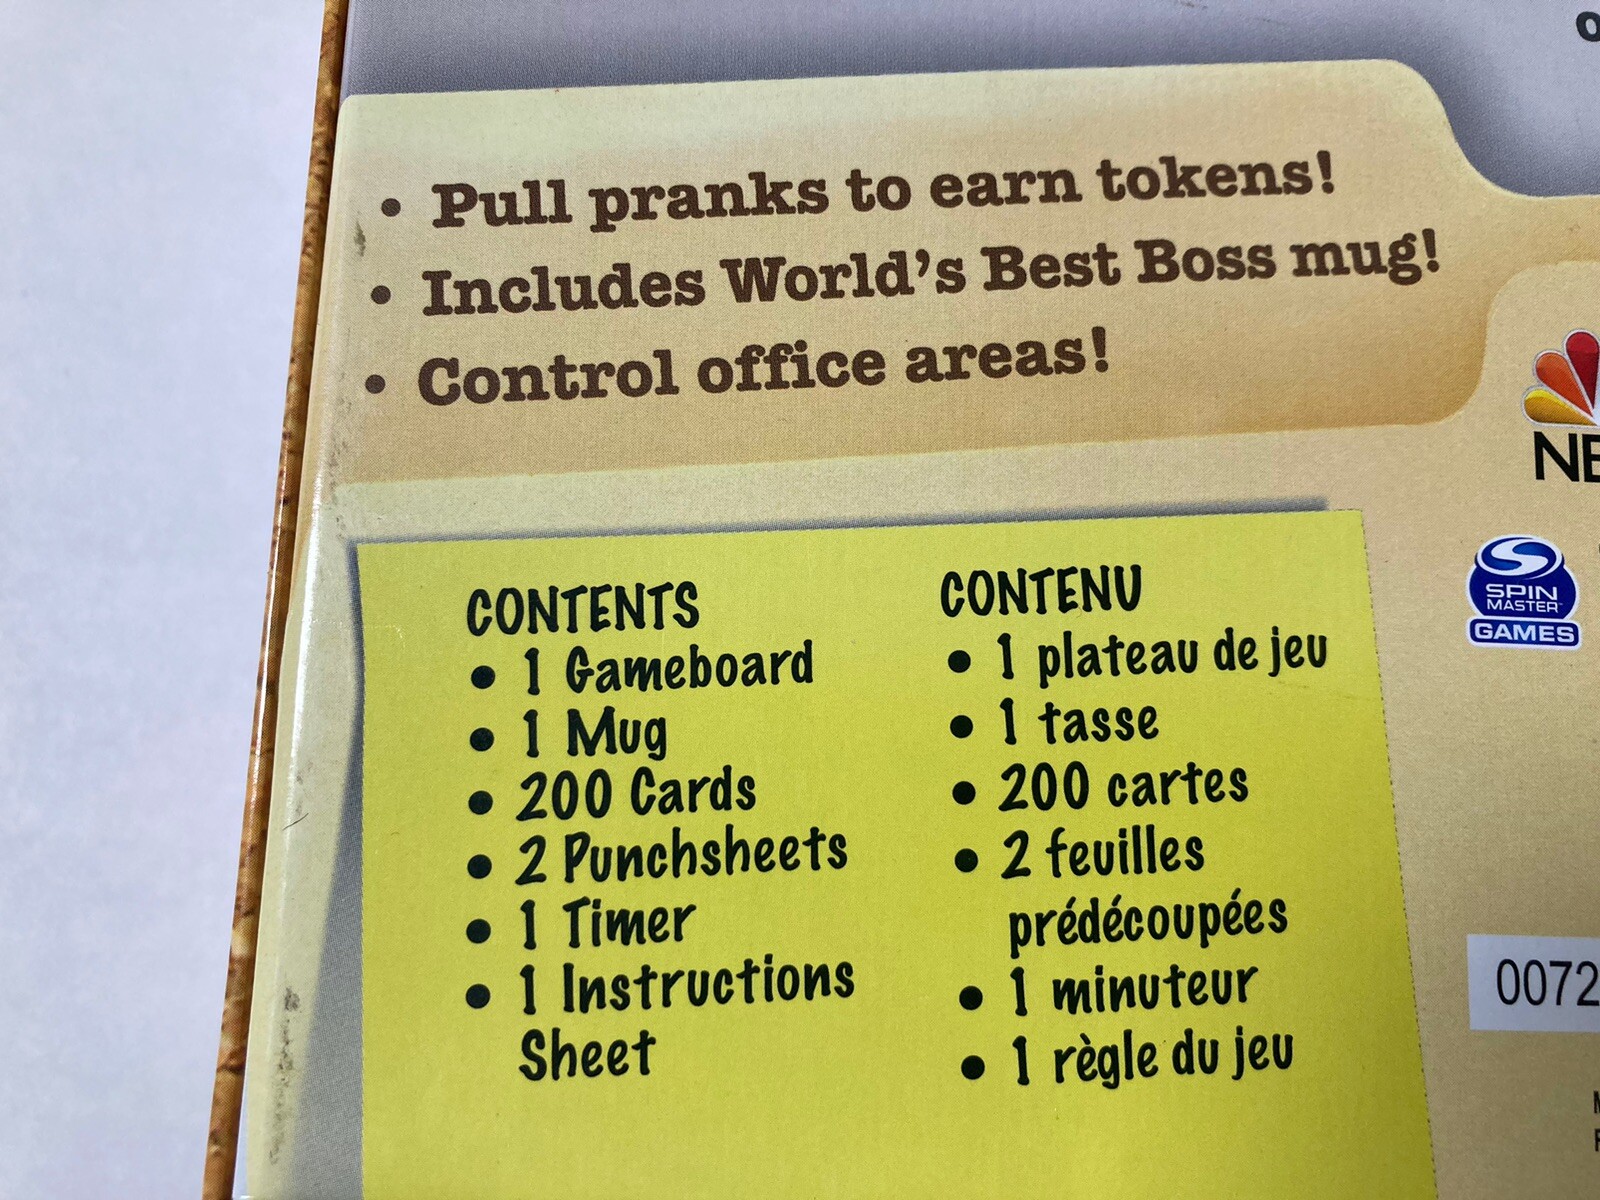 • Pull pranks to earn tokens!
• Includes World's Best Boss mug!
• Control office areas!
CONTENTS
• 1 Gameboard
• 1 Mug
• 200 Cards
• 2 Punchsheets
• 1 Timer
• 1 Instructions
Sheet
CONTENU
• 1 plateau de jeu
• 1 tasse
• 200 cartes
• 2 feuilles
prédécoupées
• 1 minuteur
• 1 règle du jeu
SPIN
MASTER
GAMES
0072